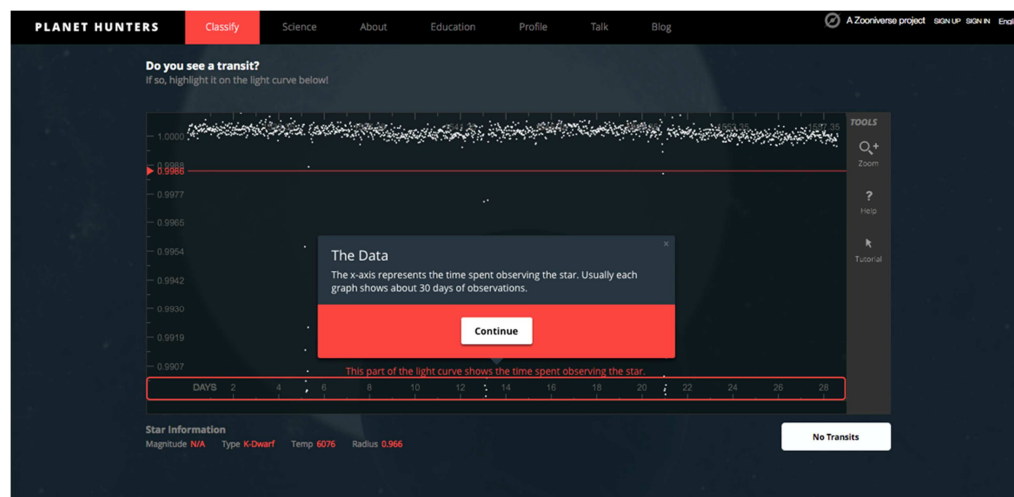 PLANET HUNTERS Classify Science About Education Profile Talk Blog A Zooniverse project SIGN UP SIGN IN
Do you see a transit?
If so, highlight it on the light curve below!
TOOLS
1.0000
0.9988
0.9986
Zoom
0.9977
Help
0.9965
0.9954
Tutorial
0.9942
0.9930
0.9919
0.9907
×
The Data
The x-axis represents the time spent observing the star. Usually each
graph shows about 30 days of observations.
Continue
This part of the light curve shows the time spent observing the star.
DAYS 2 4 6 8 10 12 14 16 18 20 22 24 26 28
Star Information
Magnitude N/A Type K-Dwarf Temp 6076 Radius 0.966
No Transits